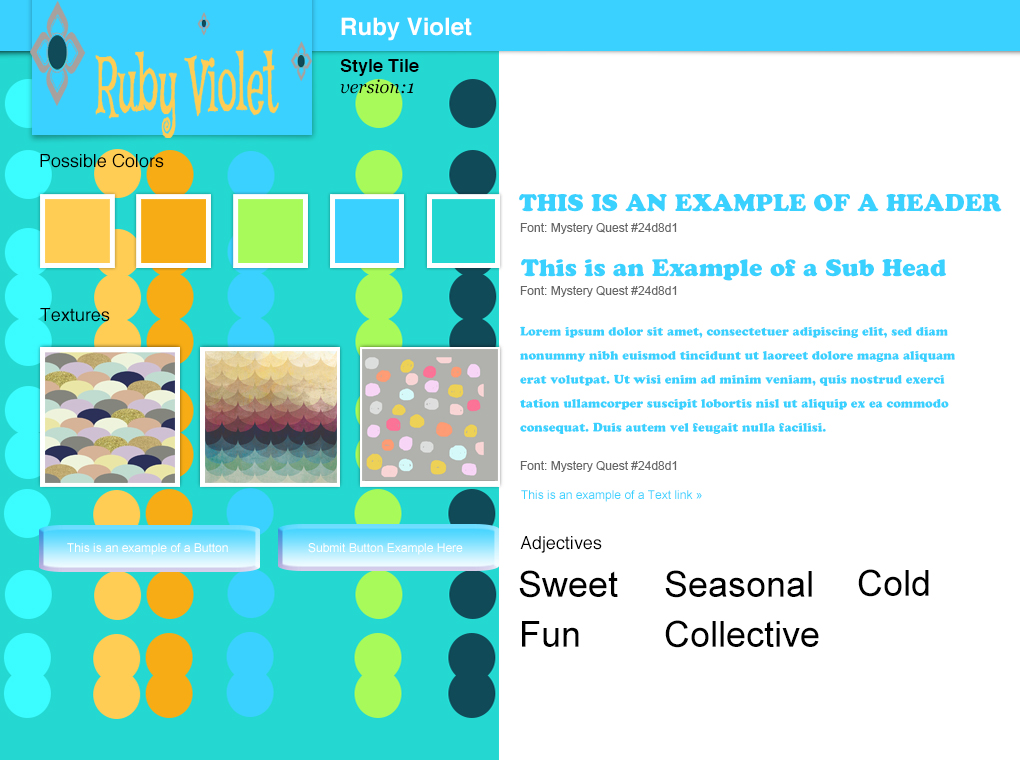 Ruby Violet
Ruby Violet
Style Tile
version:1
Possible Colors
Textures
This is an example of a Button
Submit Button Example Here
THIS IS AN EXAMPLE OF A HEADER
Font: Mystery Quest #24d8d1
This is an Example of a Sub Head
Font: Mystery Quest #24d8d1
Lorem ipsum dolor sit amet, consectetuer adipiscing elit, sed diam
nonummy nibh euismod tincidunt ut laoreet dolore magna aliquam
erat volutpat. Ut wisi enim ad minim veniam, quis nostrud exerci
tation ullamcorper suscipit lobortis nisl ut aliquip ex ea commodo
consequat. Duis autem vel feugait nulla facilisi.
Font: Mystery Quest #24d8d1
This is an example of a Text link »
Adjectives
Sweet Seasonal Cold
Fun Collective